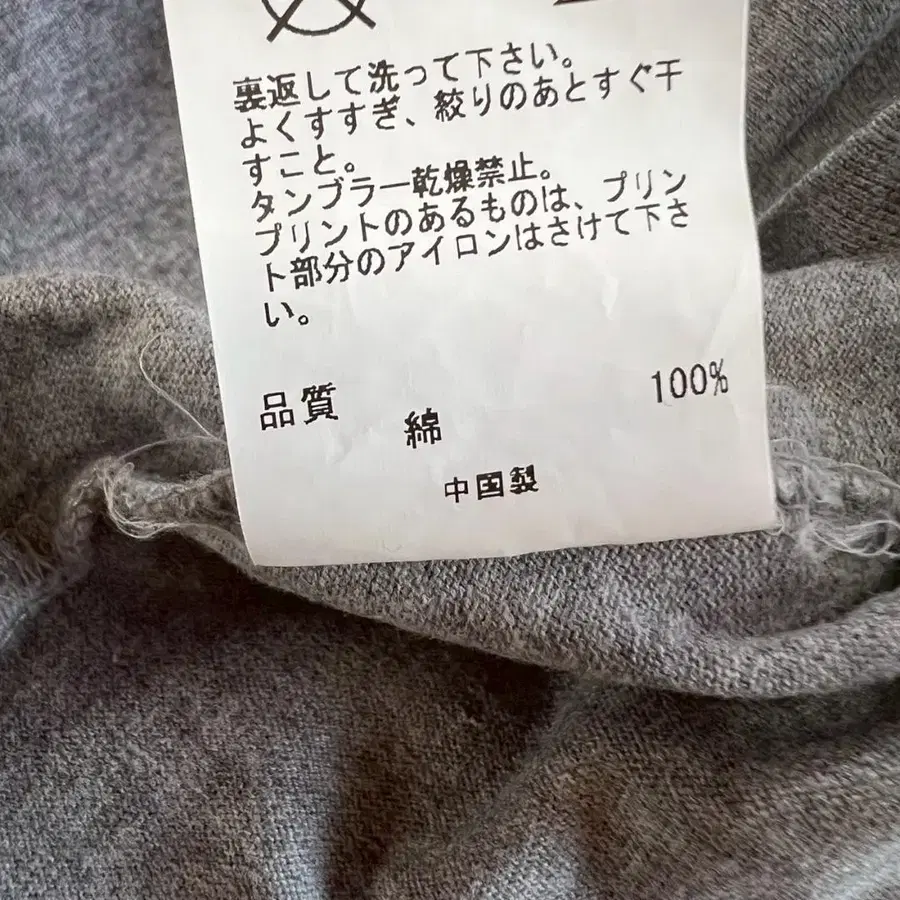 裏返して洗って下さい。
よくすすぎ、絞りのあとすぐ干
すこと。
タンブラー乾燥禁止。
プリントのあるものは、プリン
ト部分のアイロンはさけて下さ
い。
品質 綿 100%
中国製